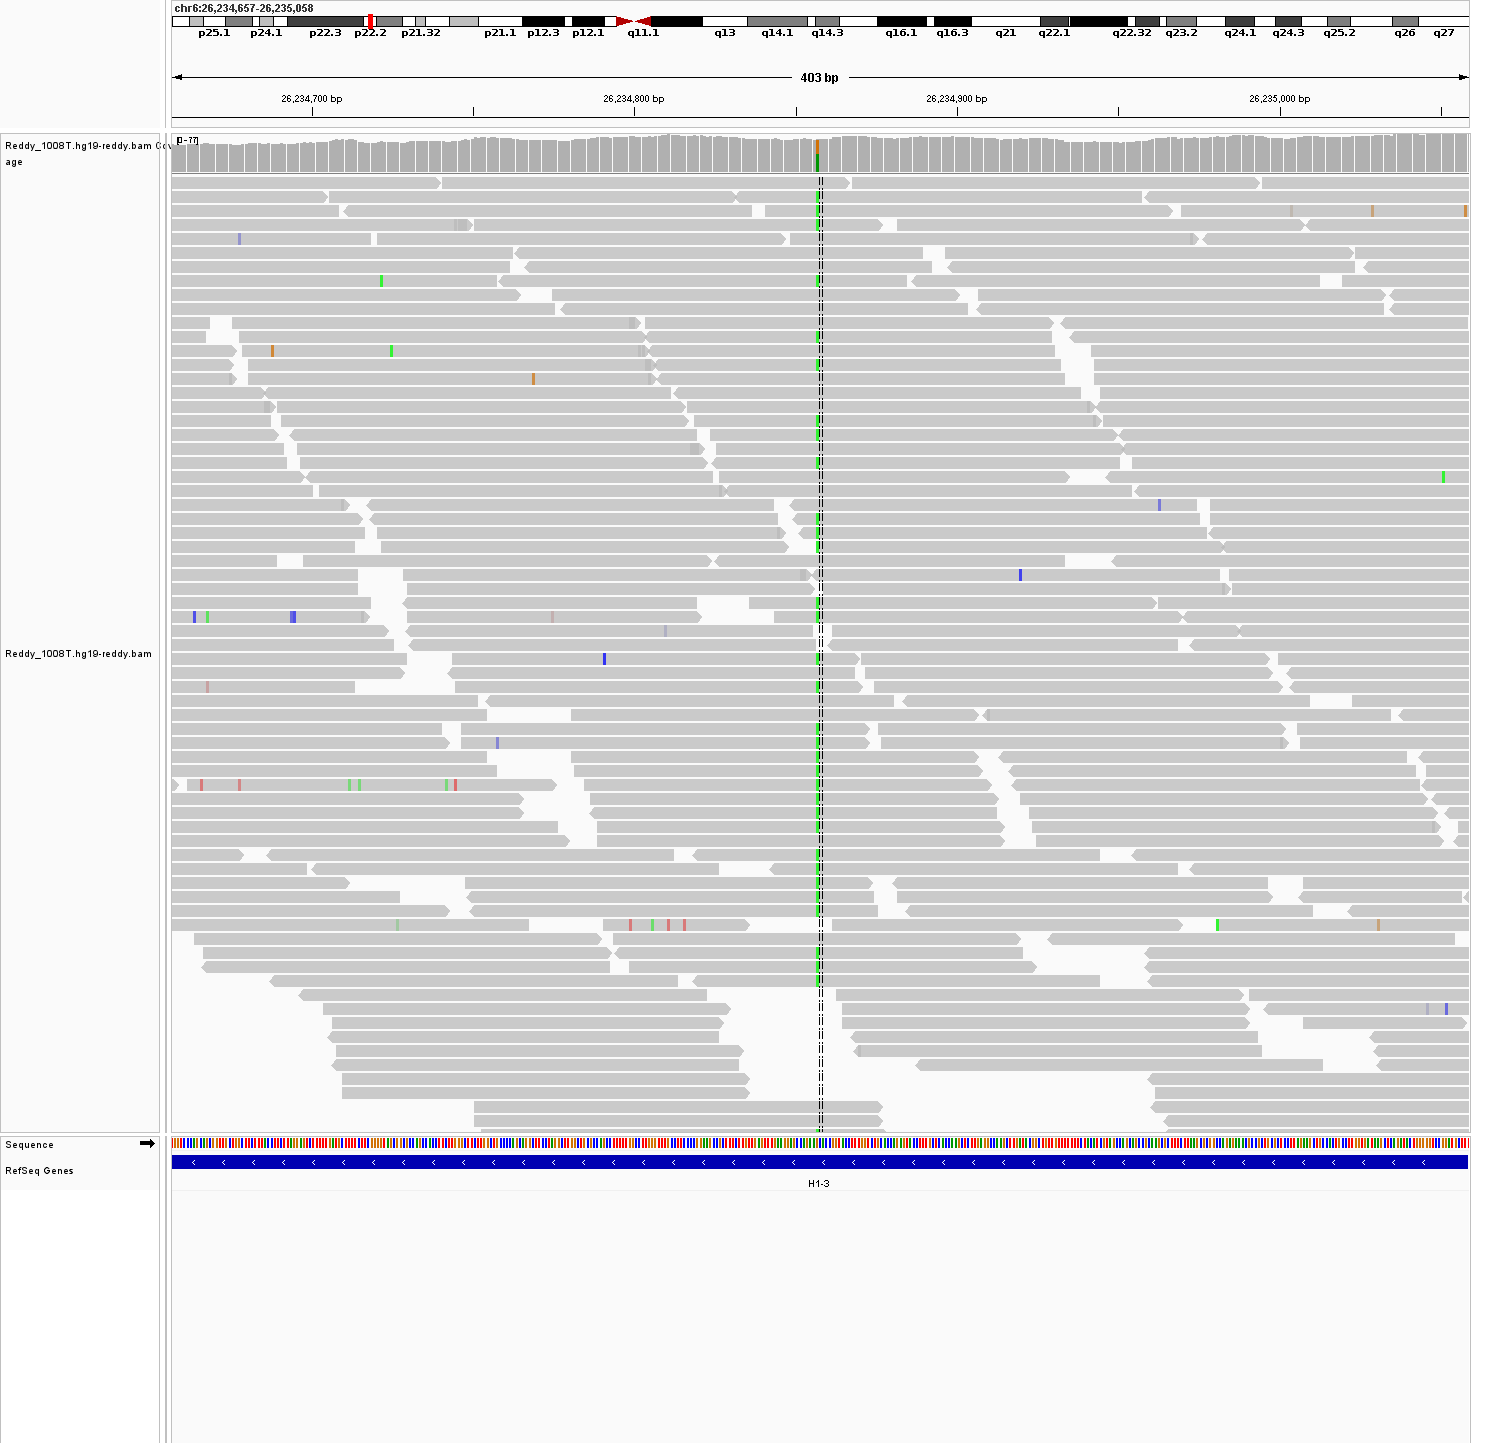 chr6:26,234,657-26,235,058
p25.1 p24.1 p22.3 p22.2 p21.32 p21.1 p12.3 p12.1 q11.1 q13 q14.1 q14.3 q16.1 q16.3 q21 q22.1 q22.32 q23.2 q24.1 q24.3 q25.2 q26 q27
403 bp
26,234,700 bp 26,234,800 bp 26,234,900 bp 26,235,000 bp
[0-77]
Reddy_1008T.hg19-reddy.bam Cov
age
Reddy_1008T.hg19-reddy.bam
Sequence
RefSeq Genes
H1-3